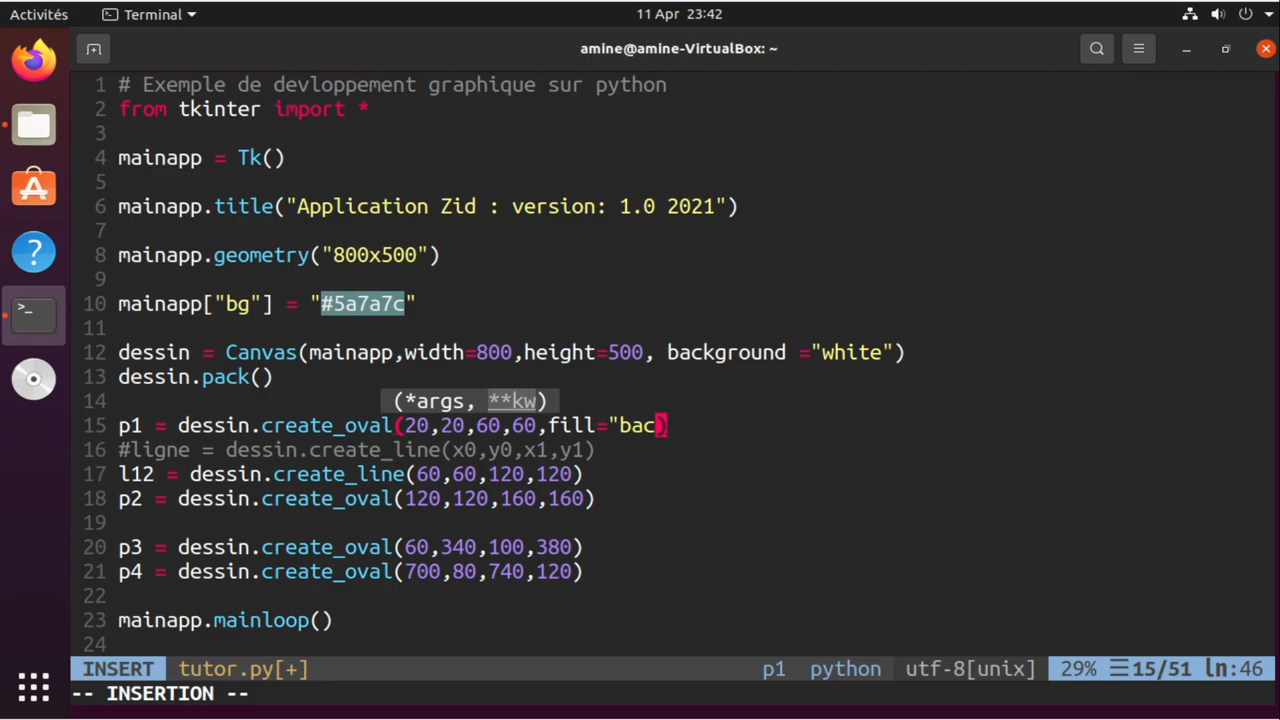 Activités
Terminal
11 Apr 23:42
amine@amine-VirtualBox: ~
1 # Exemple de devloppement graphique sur python
2 from tkinter import *
3
4 mainapp = Tk()
5
6 mainapp.title("Application Zid : version: 1.0 2021")
7
8 mainapp.geometry("800x500")
9
10 mainapp["bg"] = "#5a7a7c"
11
12 dessin = Canvas(mainapp,width=800,height=500, background ="white")
13 dessin.pack()
14 (*args, **kw)
15 p1 = dessin.create_oval(20,20,60,60,fill="bac)
16 #ligne = dessin.create_line(x0,y0,x1,y1)
17 l12 = dessin.create_line(60,60,120,120)
18 p2 = dessin.create_oval(120,120,160,160)
19
20 p3 = dessin.create_oval(60,340,100,380)
21 p4 = dessin.create_oval(700,80,740,120)
22
23 mainapp.mainloop()
24
INSERT tutor.py[+] p1 python utf-8[unix] 29% ☰15/51 ln:46
-- INSERTION --